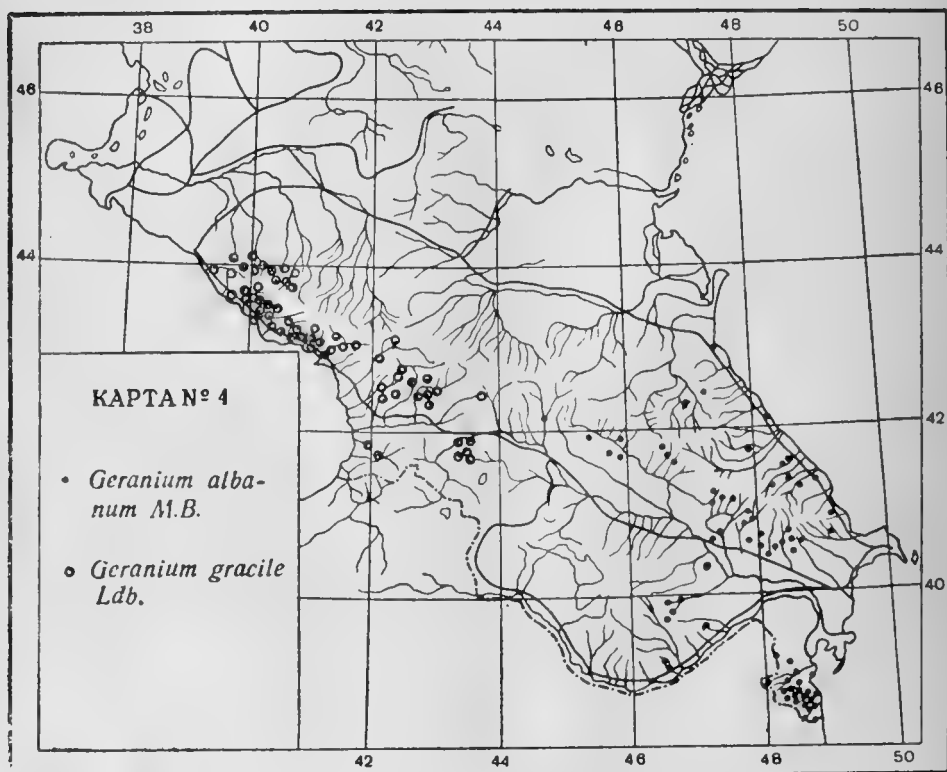 38 40 42 44 46 48 50
46 46
44 44
42 42
40 40
КАРТА № 1
Geranium alba-
num M.B.
Geranium gracile
Ldb.
42 44 46 48 50